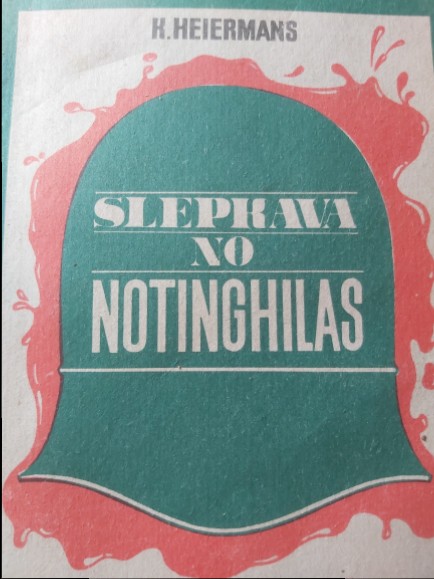 H.HEIERMANS
SLEPKAVA
NO
NOTINGHILAS